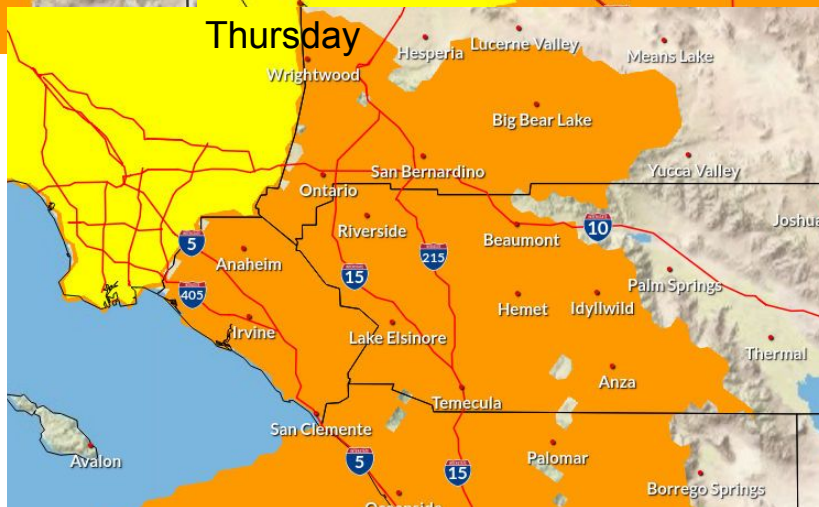 Thursday
Hesperia
Lucerne Valley
Means Lake
Wrightwood
Big Bear Lake
San Bernardino
Yucca Valley
Ontario
Riverside
Beaumont
10
Joshua
5
Anaheim
215
15
405
Palm Springs
Hemet
Idyllwild
Irvine
Lake Elsinore
Thermal
Anza
Temecula
San Clemente
Avalon
5
15
Palomar
Borrego Springs
Oceanside